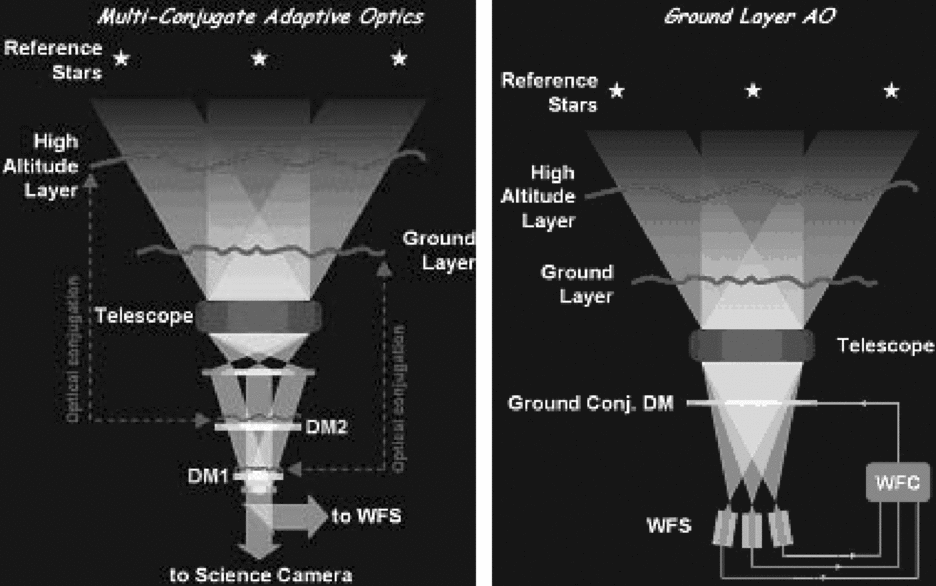 Multi-Conjugate Adaptive Optics
Reference
Stars
High
Altitude
Layer
Ground
Layer
Optical conjugation
Telescope
Optical conjugation
DM2
DM1
to WFS
to Science Camera
Ground Layer AO
Reference
Stars
High
Altitude
Layer
Ground
Layer
Telescope
Ground Conj. DM
WFC
WFS